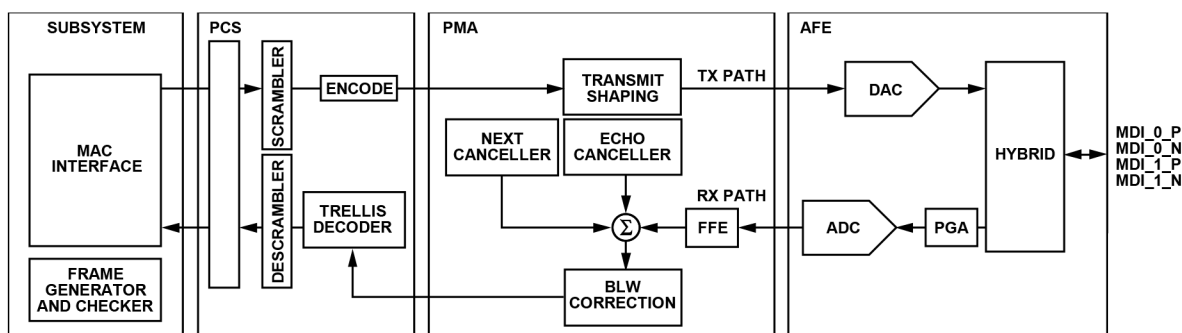 SUBSYSTEM
PCS
PMA
AFE
MAC
INTERFACE
FRAME
GENERATOR
AND CHECKER
SCRAMBLER
DESCRAMBLER
ENCODE
TRELLIS
DECODER
TRANSMIT
SHAPING
TX PATH
NEXT
CANCELLER
ECHO
CANCELLER
RX PATH
Σ
FFE
BLW
CORRECTION
DAC
ADC
PGA
HYBRID
MDI_0_P
MDI_0_N
MDI_1_P
MDI_1_N